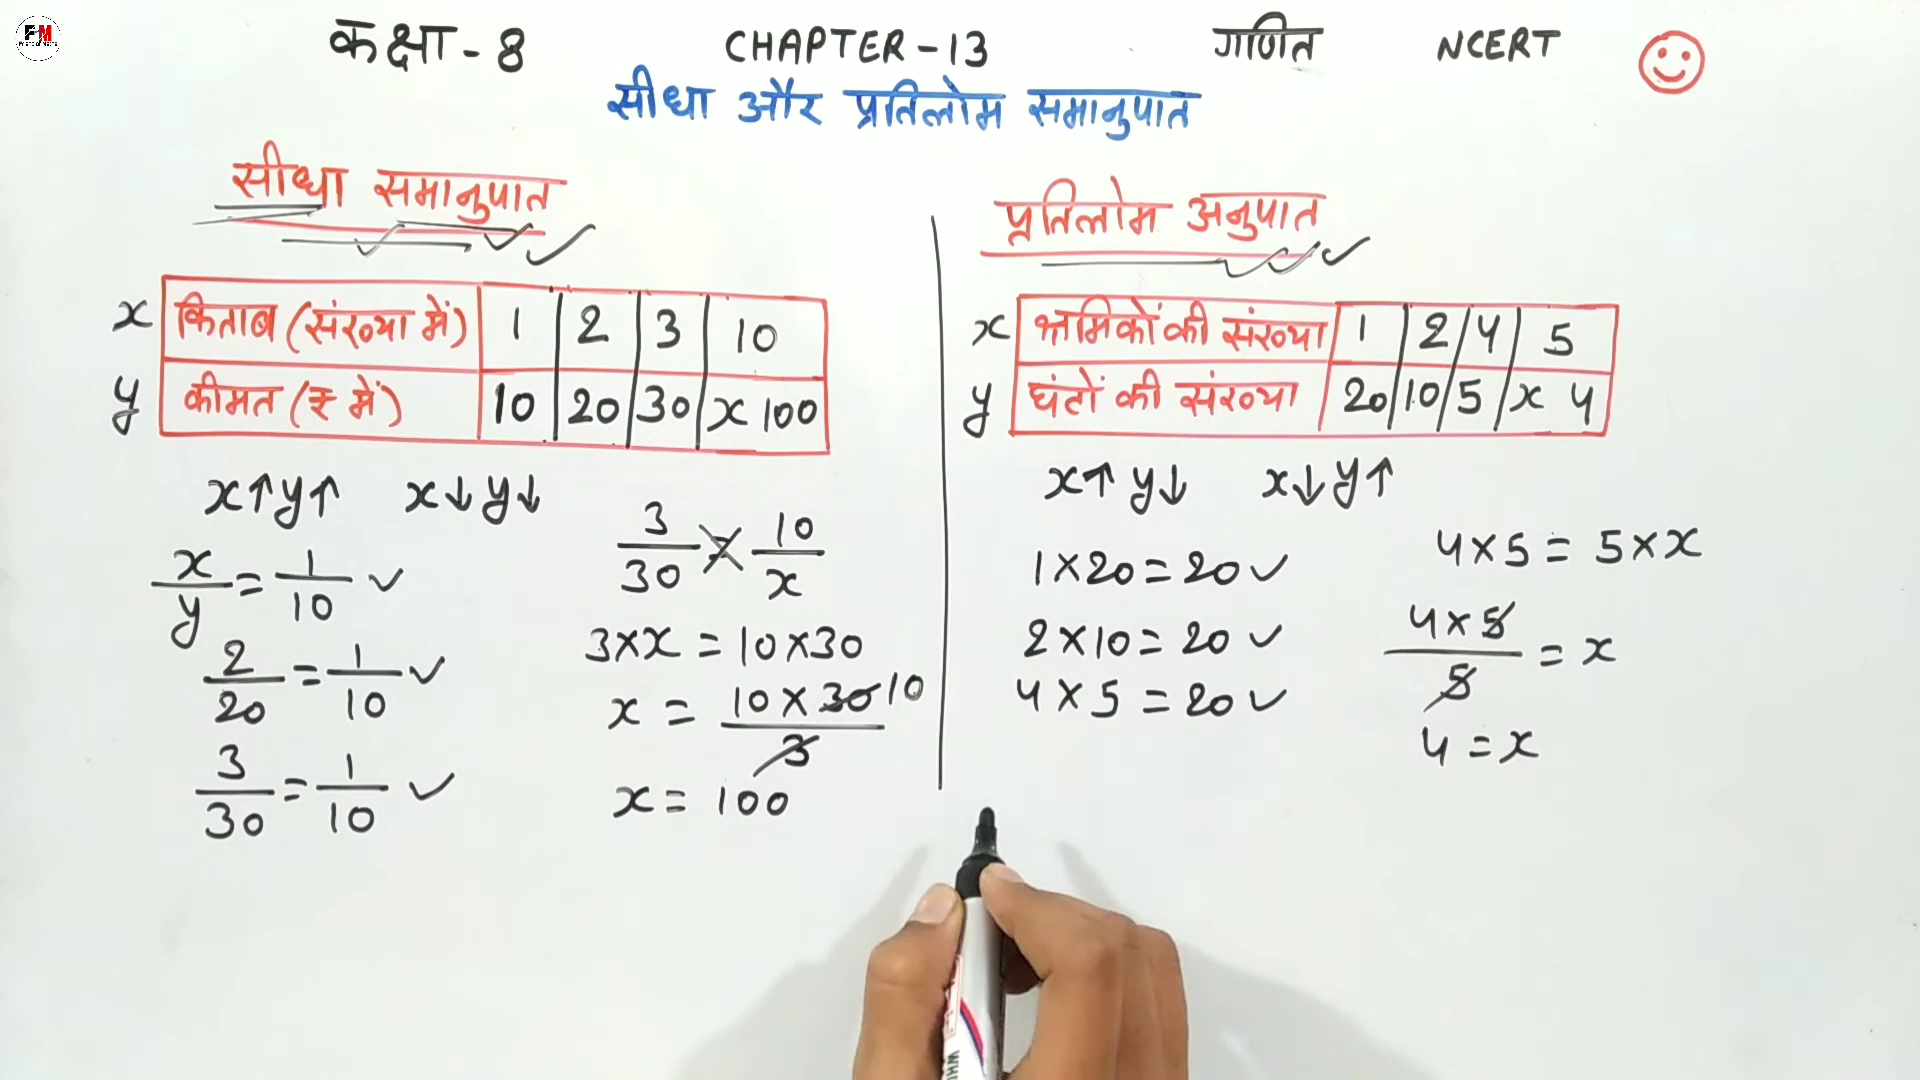 FM
कक्षा - 8 CHAPTER - 13 गणित NCERT
सीधा और प्रतिलोम समानुपात
सीधा समानुपात
x किताब (संख्या में) 1 2 3 10
y कीमत (₹ में) 10 20 30 x 100
x↑ y↑ x↓ y↓
x/y = 1/10 ✓
2/20 = 1/10 ✓
3/30 = 1/10 ✓
3/30 = 10/x
3×x = 10×30
x = 10 × 30 10 / 3
x = 100
प्रतिलोम अनुपात
x श्रमिकों की संख्या 1 2 4 5
y घंटों की संख्या 20 10 5 x 4
x↑ y↓ x↓ y↑
1×20 = 20 ✓
2×10 = 20 ✓
4×5 = 20 ✓
4×5 = 5×x
4×5/5 = x
4 = x
WHI